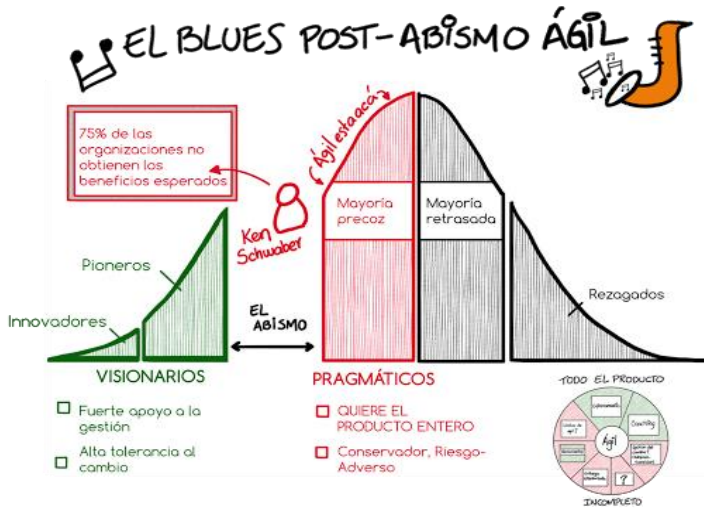 EL BLUES POST-ABISMO ÁGIL
75% de las
organizaciones no
obtienen los
beneficios esperados
Ágil esta acá
Ken
Schwaber
Mayoría
precoz
Mayoría
retrasada
Pioneros
Innovadores
EL
ABISMO
Rezagados
VISIONARIOS
Fuerte apoyo a la
gestión
Alta tolerancia al
cambio
PRAGMÁTICOS
QUIERE EL
PRODUCTO ENTERO
Conservador, Riesgo-
Adverso
TODO EL PRODUCTO
Coaching
Ágil
?
INCOMPLETO